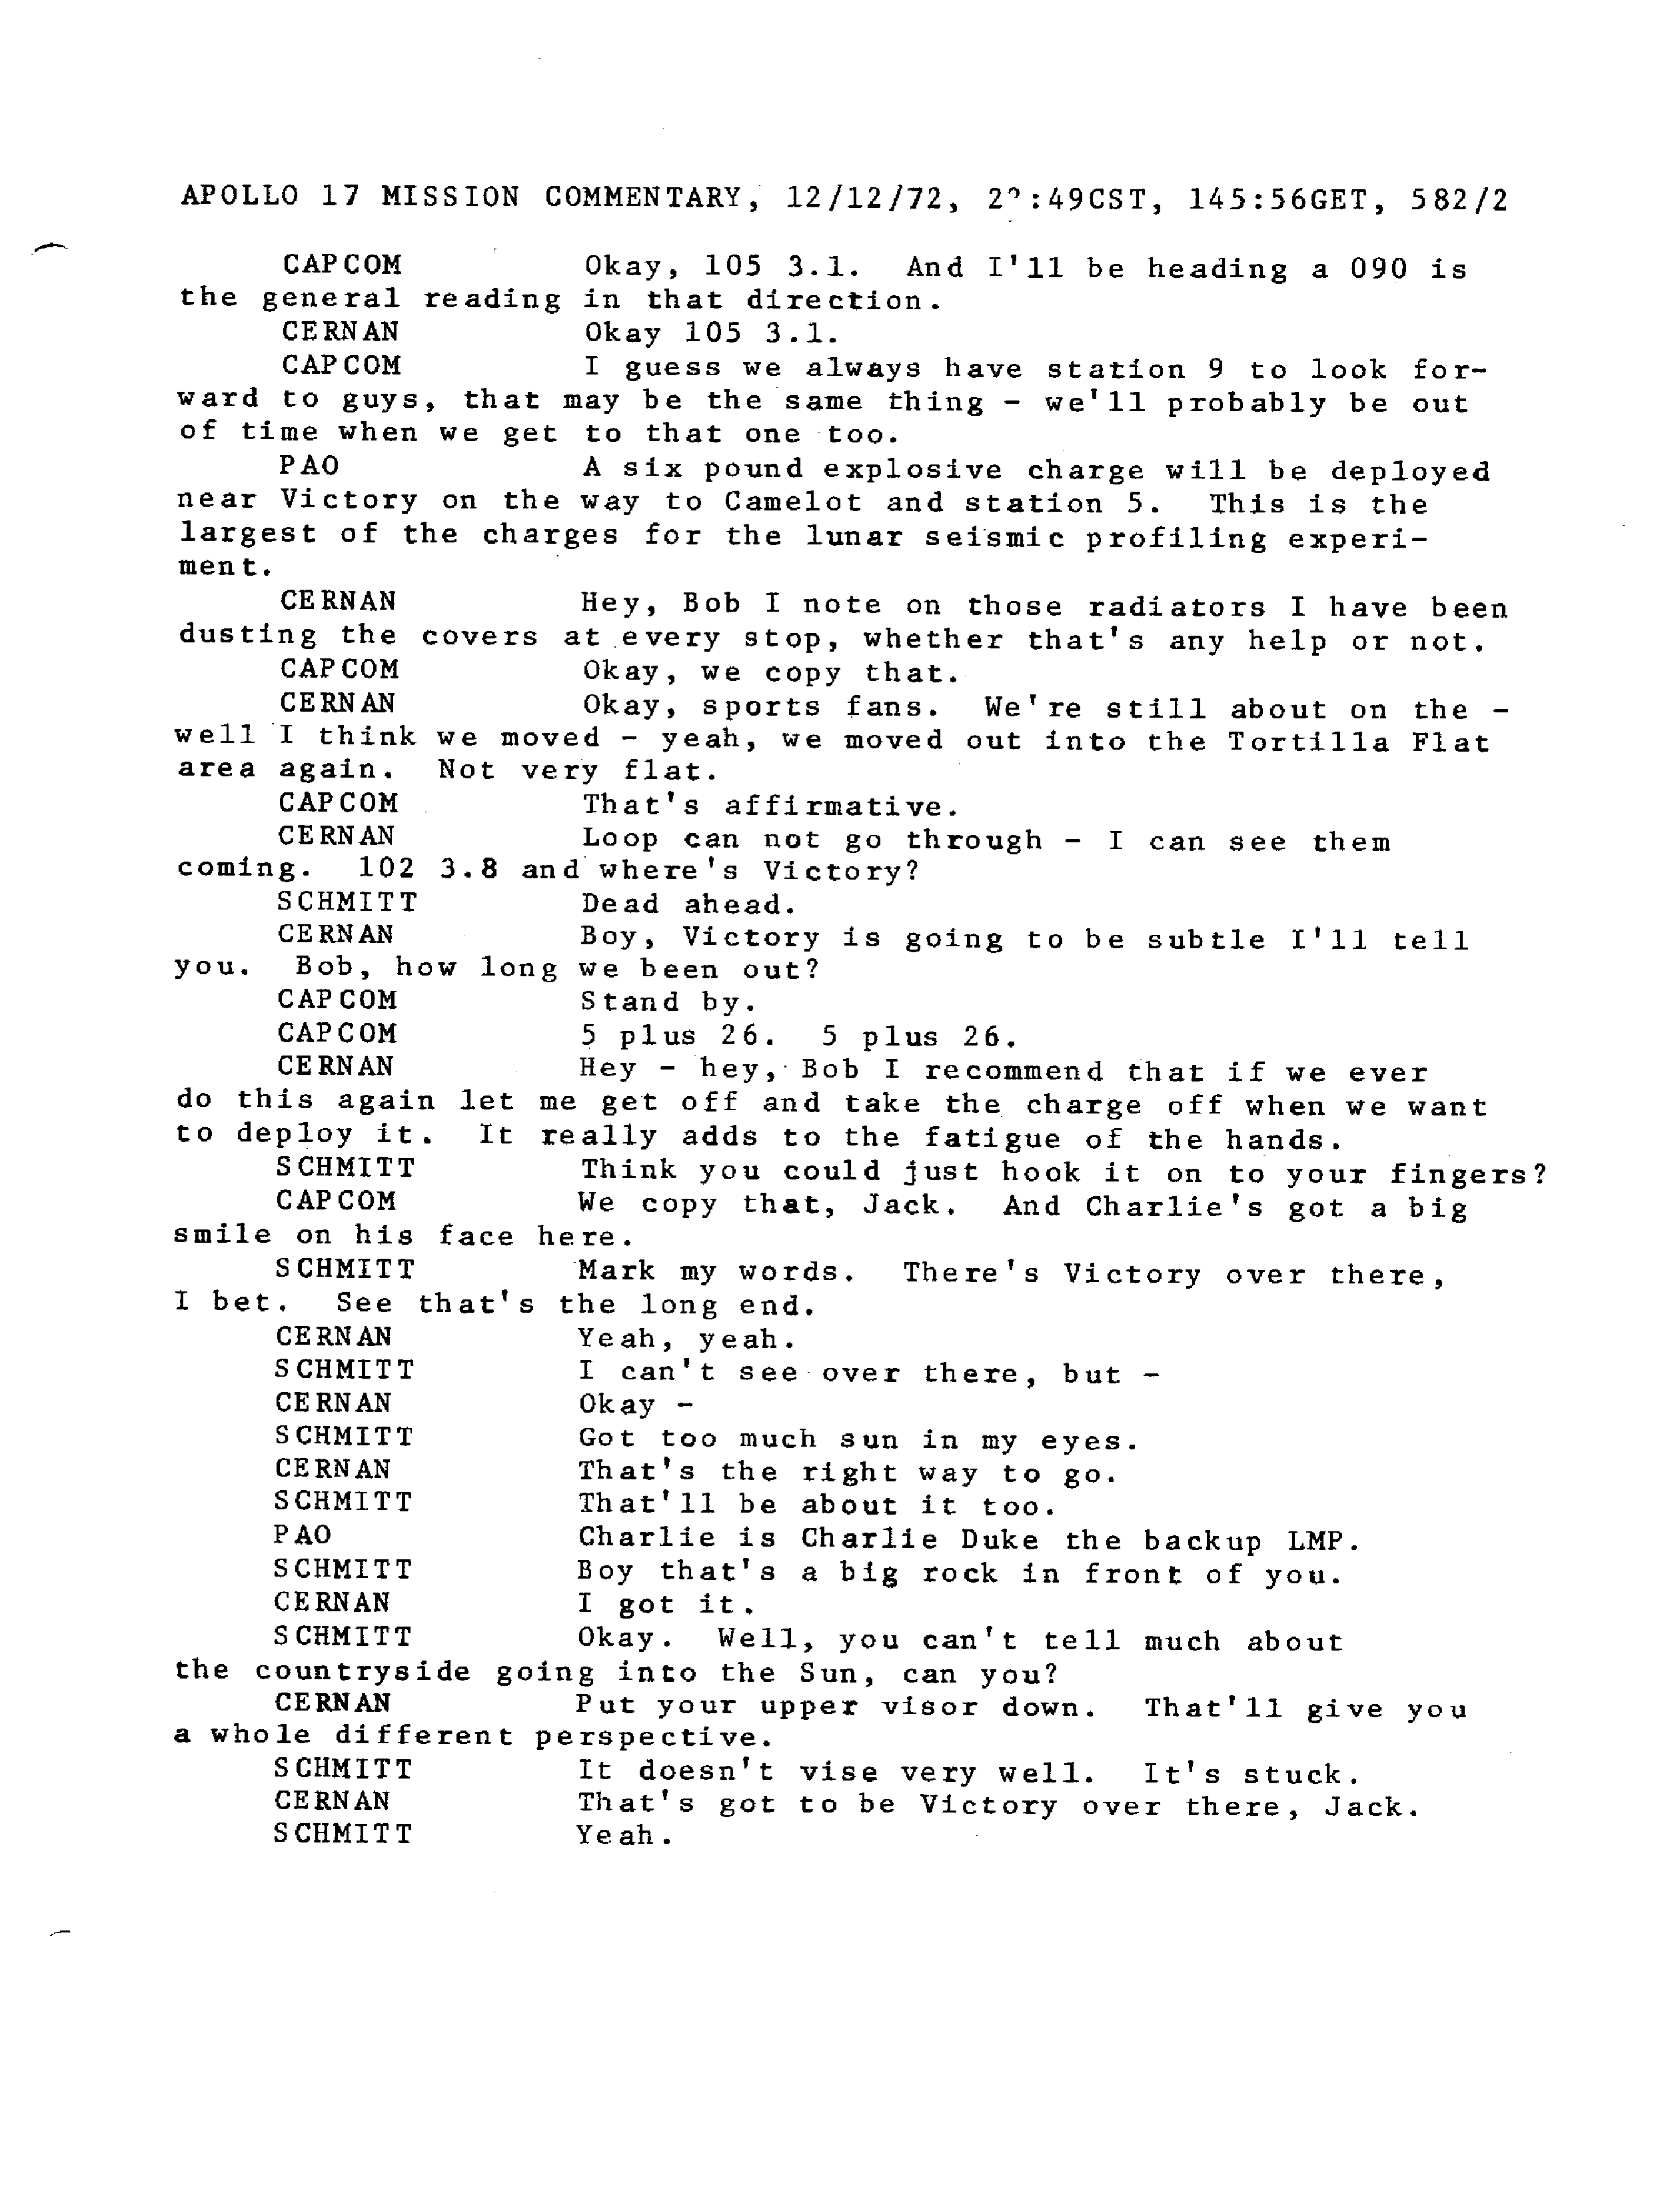 APOLLO 17 MISSION COMMENTARY, 12/12/72, :49CST, 145:56GET, 582/2
CAPCOM Okay, 105 3.1. And I'll be heading a 090 is
the general reading in that direction.
CERNAN Okay 105 3.1.
CAPCOM I guess we always have station 9 to look for-
ward to guys, that may be the same thing - we'll probably be out
of time when we get to that one too.
PAO A six pound explosive charge will be deployed
near Victory on the way to Camelot and station 5. This is the
largest of the charges for the lunar seismic profiling experi-
ment.
CERNAN Hey, Bob I note on those radiators I have been
dusting the covers at every stop, whether that's any help or not.
CAPCOM Okay, we copy that.
CERNAN Okay, sports fans. We're still about on the -
well I think we moved - yeah, we moved out into the Tortilla Flat
area again. Not very flat.
CAPCOM That's affirmative.
CERNAN Loop can not go through - I can see them
coming. 102 3.8 and where's Victory?
SCHMITT Dead ahead.
CERNAN Boy, Victory is going to be subtle I'll tell
you. Bob, how long we been out?
CAPCOM Stand by.
CAPCOM 5 plus 26. 5 plus 26.
CERNAN Hey - hey, Bob I recommend that if we ever
do this again let me get off and take the charge off when we want
to deploy it. It really adds to the fatigue of the hands.
SCHMITT Think you could just hook it on to your fingers?
CAPCOM We copy that, Jack. And Charlie's got a big
smile on his face here.
SCHMITT Mark my words. There's Victory over there,
I bet. See that's the long end.
CERNAN Yeah, yeah.
SCHMITT I can't see over there, but -
CERNAN Okay -
SCHMITT Got too much sun in my eyes.
CERNAN That's the right way to go.
SCHMITT That'll be about it too.
PAO Charlie is Charlie Duke the backup LMP.
SCHMITT Boy that's a big rock in front of you.
CERNAN I got it.
SCHMITT Okay. Well, you can't tell much about
the countryside going into the Sun, can you?
CERNAN Put your upper visor down. That'll give you
a whole different perspective.
SCHMITT It doesn't vise very well. It's stuck.
CERNAN That's got to be Victory over there, Jack.
SCHMITT Yeah.